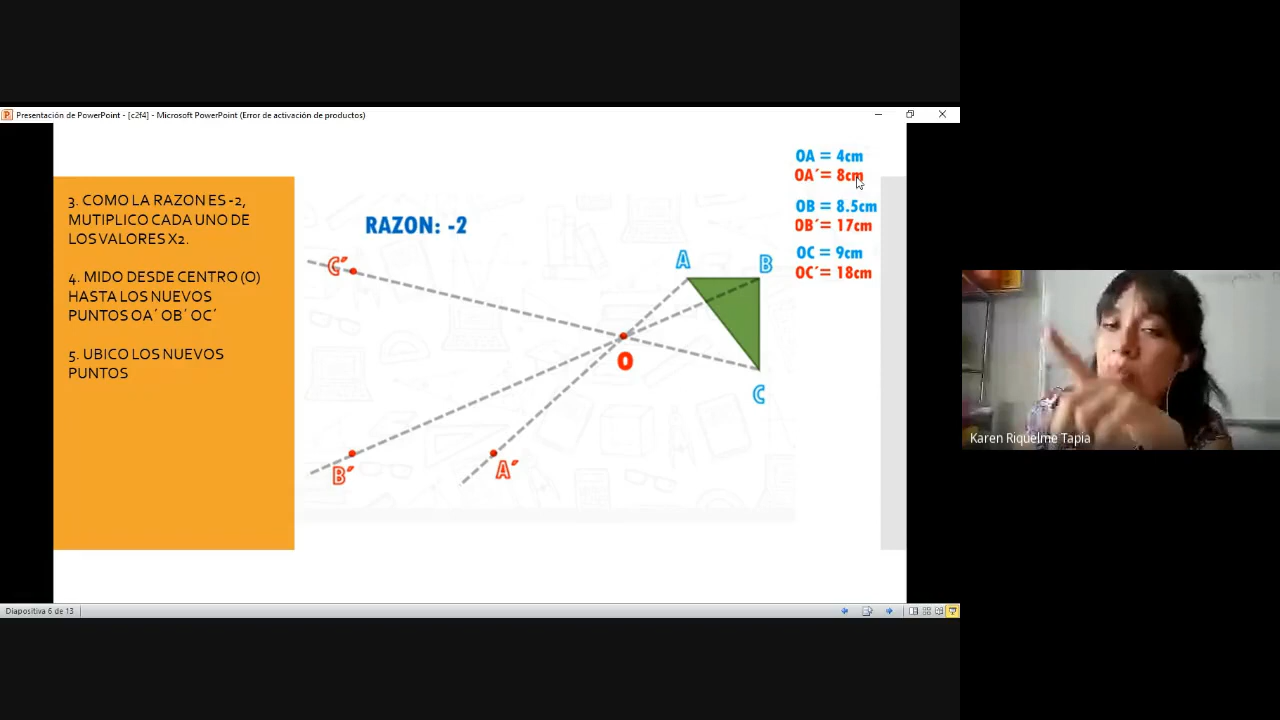 Presentación de PowerPoint - [c2f4] - Microsoft PowerPoint (Error de activación de productos)
3. COMO LA RAZON ES -2,
MUTIPLICO CADA UNO DE
LOS VALORES X2.
4. MIDO DESDE CENTRO (O)
HASTA LOS NUEVOS
PUNTOS OA´ OB´ OC´
5. UBICO LOS NUEVOS
PUNTOS
RAZON: -2
C´
A
B
O
C
B´
A´
OA = 4cm
OA´= 8cm
OB = 8.5cm
OB´= 17cm
OC = 9cm
OC´= 18cm
Karen Riquelme Tapia
Diapositiva 6 de 13